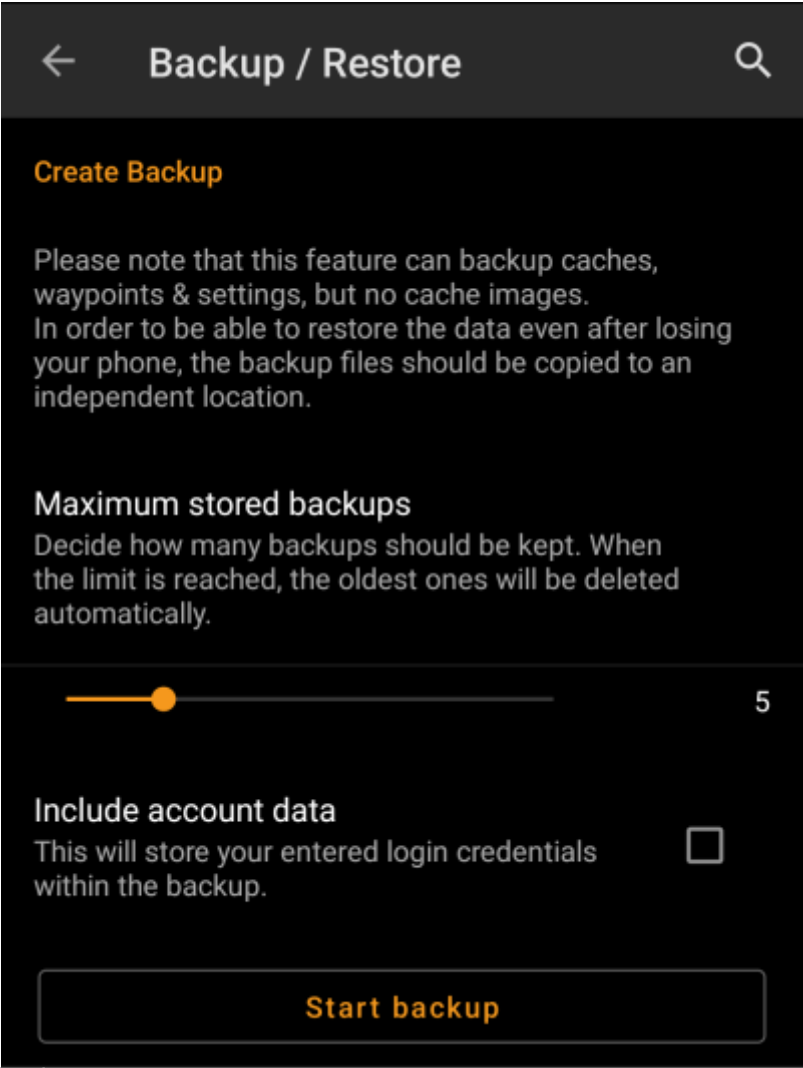 Backup / Restore
Create Backup
Please note that this feature can backup caches,
waypoints & settings, but no cache images.
In order to be able to restore the data even after losing
your phone, the backup files should be copied to an
independent location.
Maximum stored backups
Decide how many backups should be kept. When
the limit is reached, the oldest ones will be deleted
automatically.
5
Include account data
This will store your entered login credentials
within the backup.
Start backup